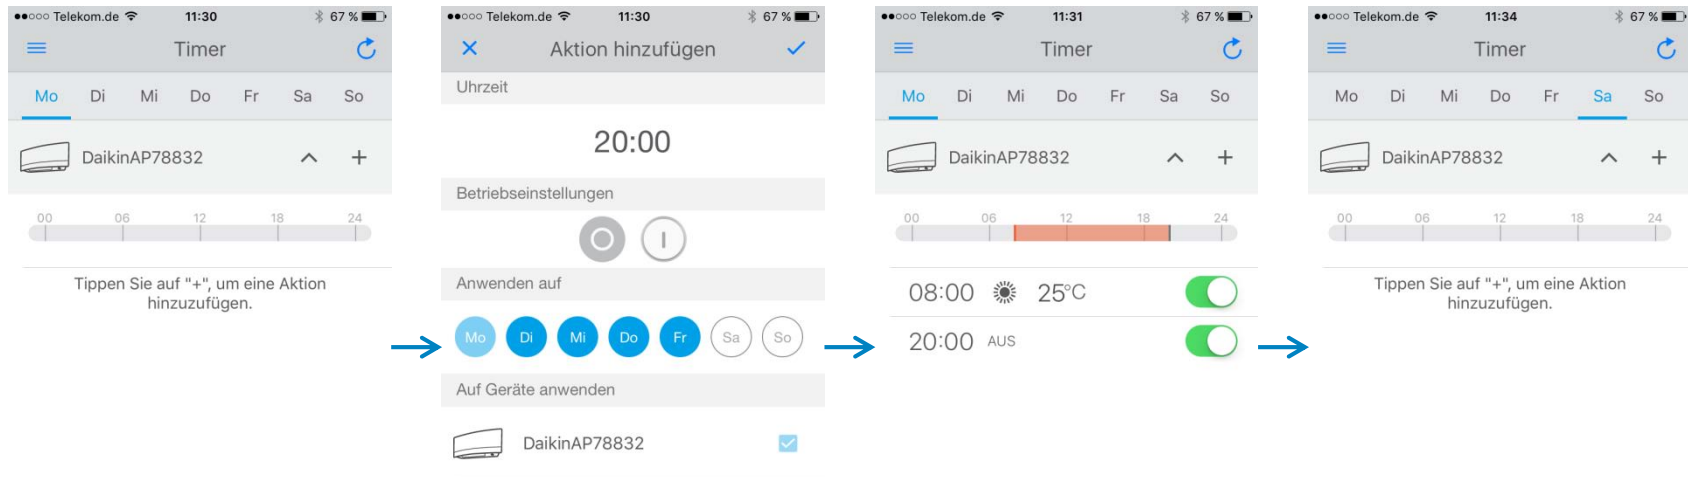 ●●○○○ Telekom.de 11:30 67 %
Timer
Mo Di Mi Do Fr Sa So
DaikinAP78832 +
00 06 12 18 24
Tippen Sie auf "+", um eine Aktion
hinzuzufügen.
●●○○○ Telekom.de 11:30 67 %
Aktion hinzufügen
Uhrzeit
20:00
Betriebseinstellungen
Anwenden auf
Mo Di Mi Do Fr Sa So
Auf Geräte anwenden
DaikinAP78832
●●○○○ Telekom.de 11:31 67 %
Timer
Mo Di Mi Do Fr Sa So
DaikinAP78832 +
00 06 12 18 24
08:00 25°C
20:00 AUS
●●○○○ Telekom.de 11:34 67 %
Timer
Mo Di Mi Do Fr Sa So
DaikinAP78832 +
00 06 12 18 24
Tippen Sie auf "+", um eine Aktion
hinzuzufügen.